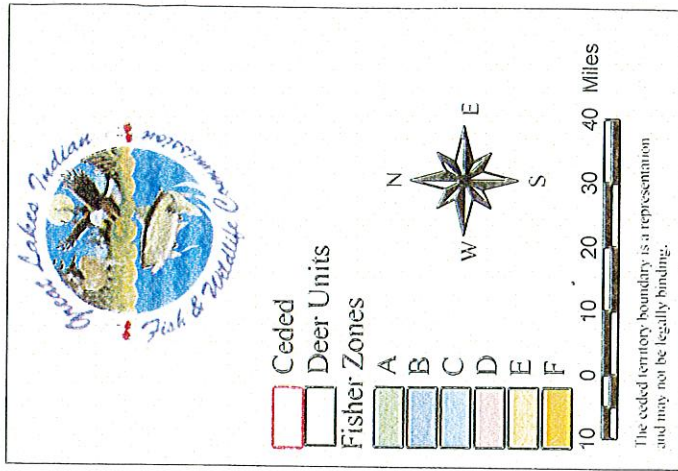 Great Lakes Indian
Fish & Wildlife Commission
Ceded
Deer Units
Fisher Zones
A
B
C
D
E
F
N
W
E
S
10 0 10 20 30 40 Miles
The ceded territory boundary is a representation
and may not be legally binding.